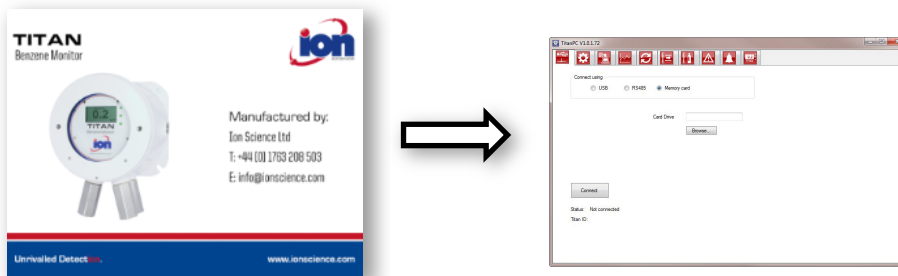 TITAN
Benzene Monitor
ion
science
0.2
TITAN
ion
Manufactured by:
Ion Science Ltd
T: +44 (0) 1763 208 503
E: info@ionscience.com
Unrivalled Detection.
www.ionscience.com
TitanPC V1.0.1.72
Connect using
USB
RS485
Memory card
Card Drive
Browse...
Connect
Status: Not connected
Titan ID: